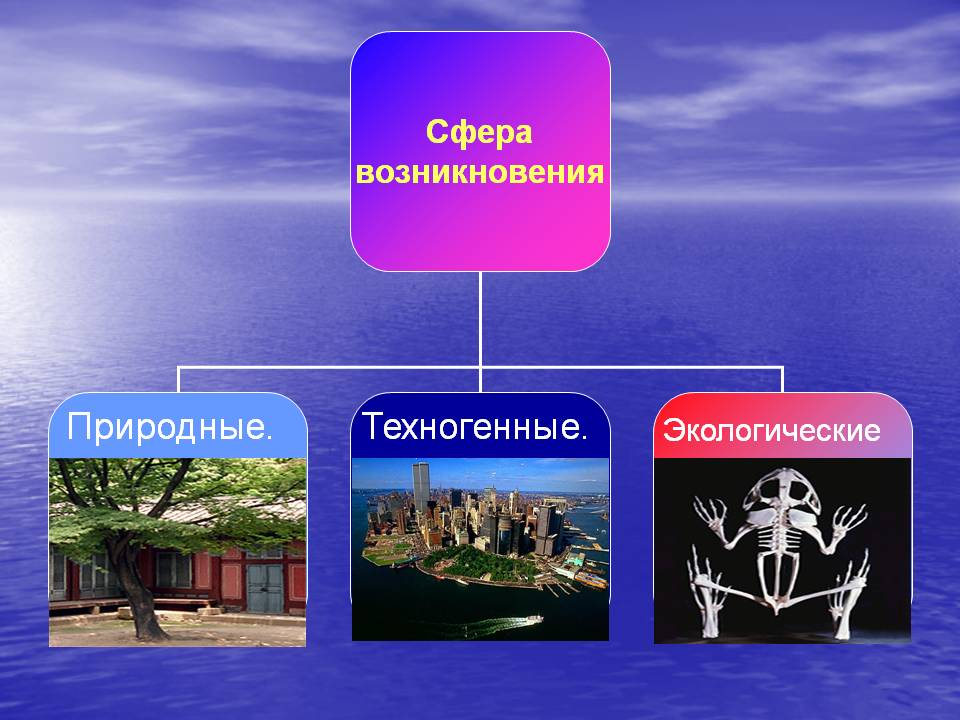 Сфера
возникновения
Природные.
Техногенные.
Экологические